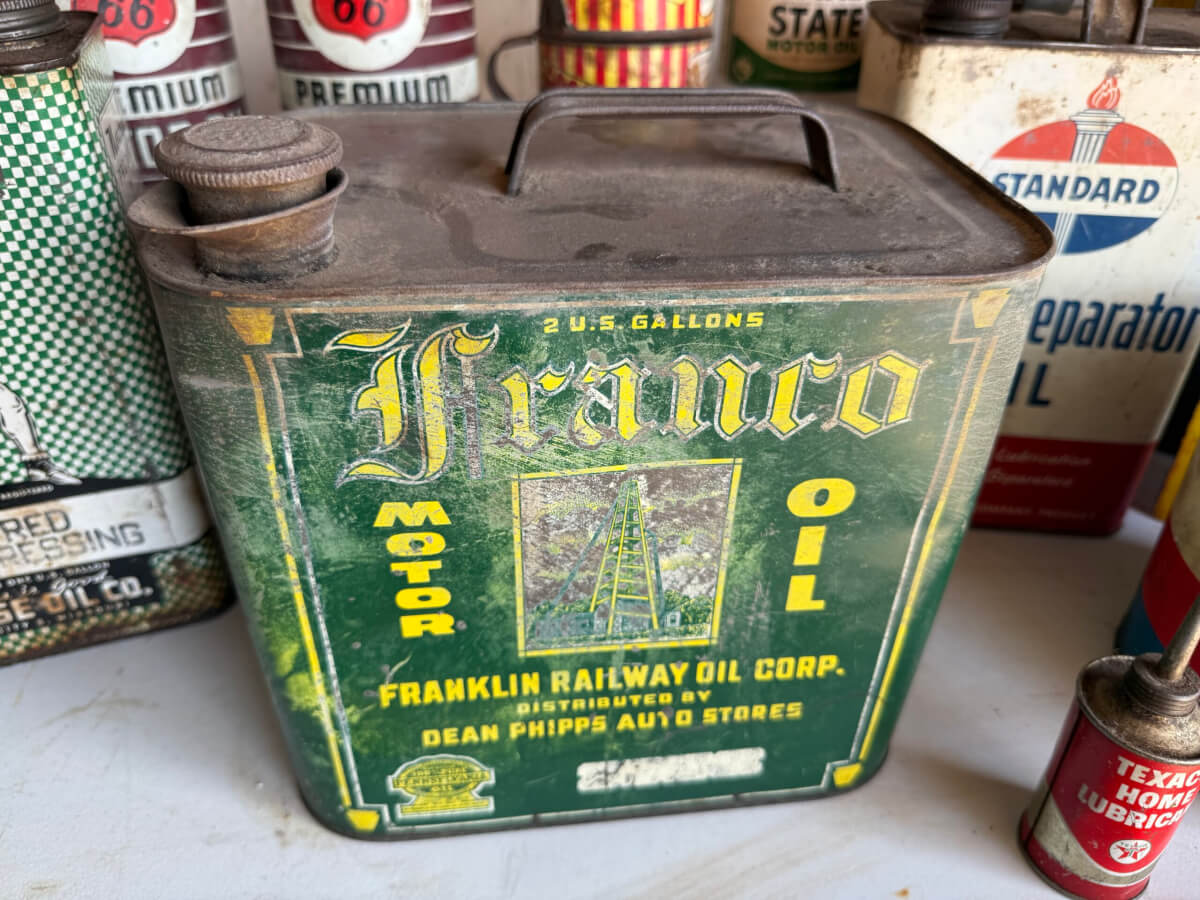 66
PREMIUM
66
PREMIUM
STATE
MOTOR OIL
STANDARD
eparator
IL
2 U.S. GALLONS
Franco
MOTOR
OIL
FRANKLIN RAILWAY OIL CORP.
DISTRIBUTED BY
DEAN PHIPPS AUTO STORES
RED
RESSING
SE OIL CO.
TEXAC
HOME
LUBRICA